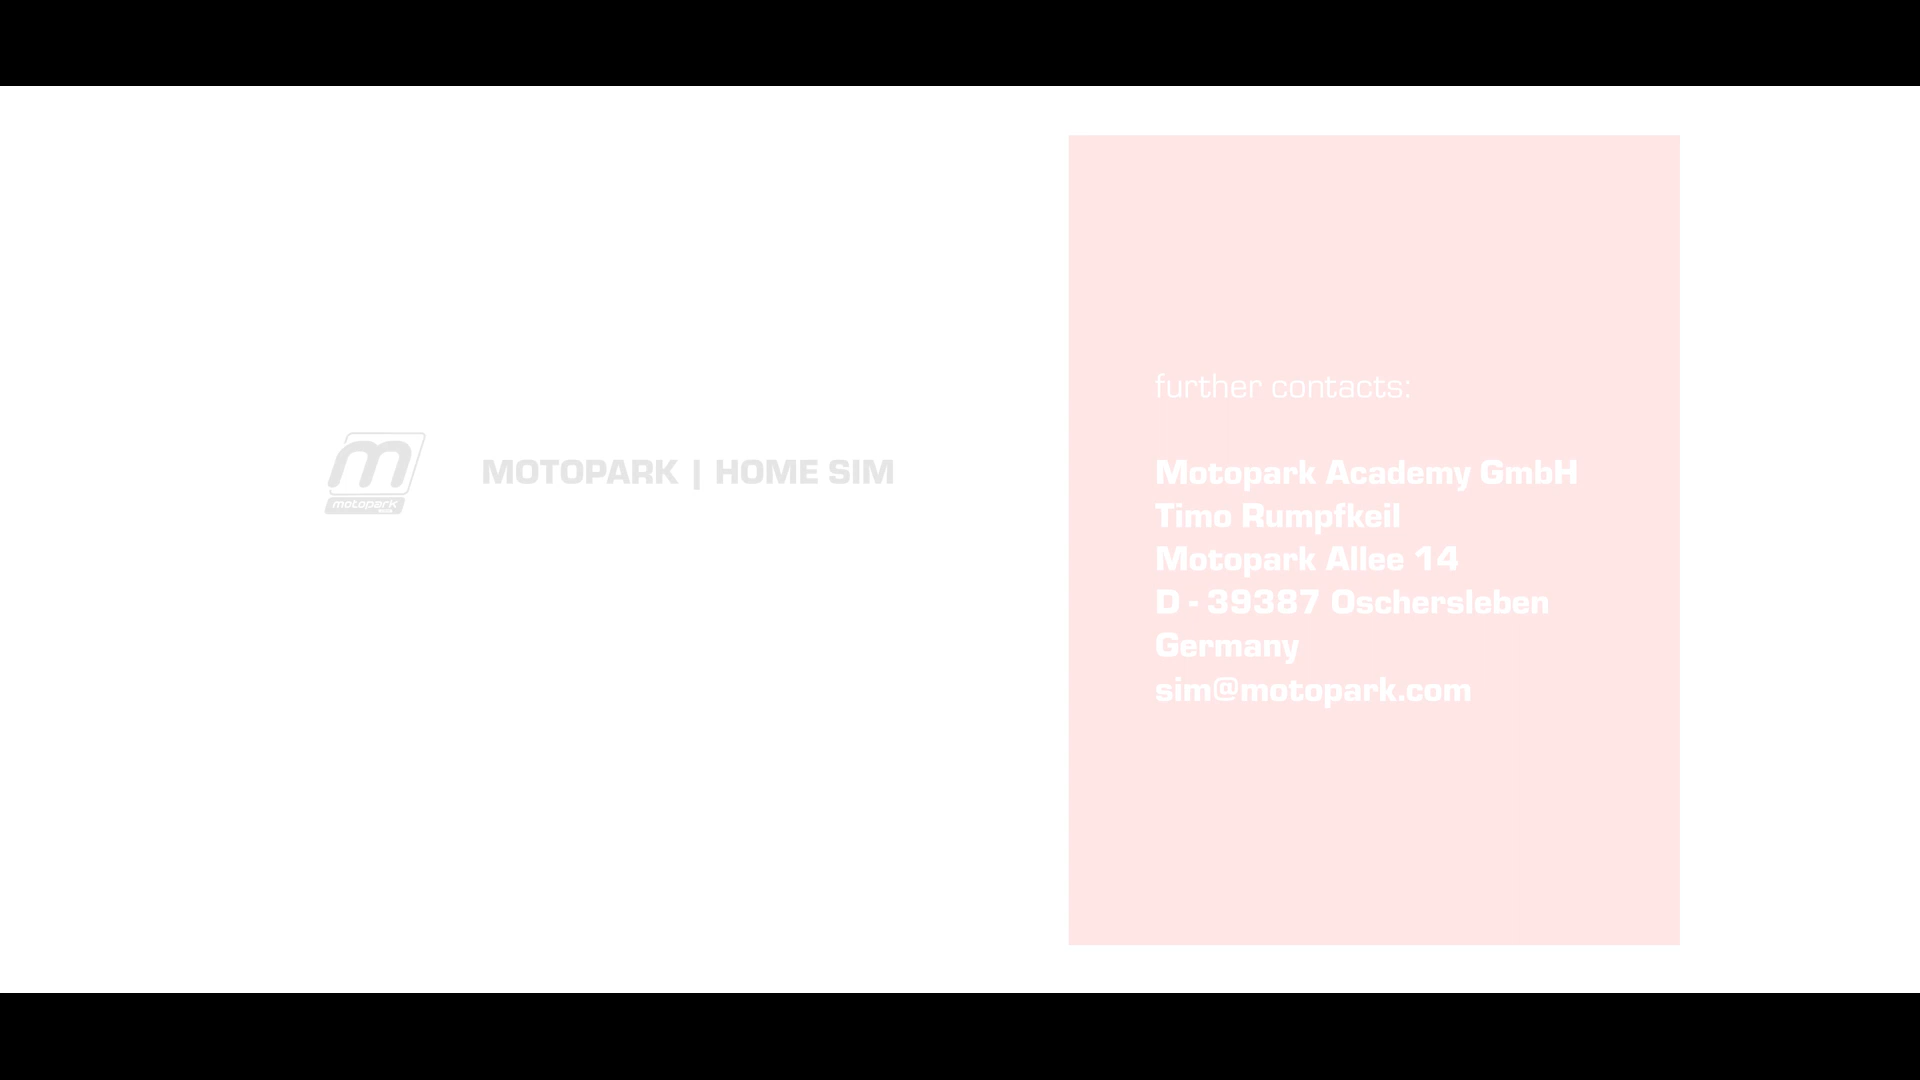 motopark
MOTOPARK | HOME SIM
further contacts:
Motopark Academy GmbH
Timo Rumpfkeil
Motopark Allee 14
D - 39387 Oschersleben
Germany
sim@motopark.com